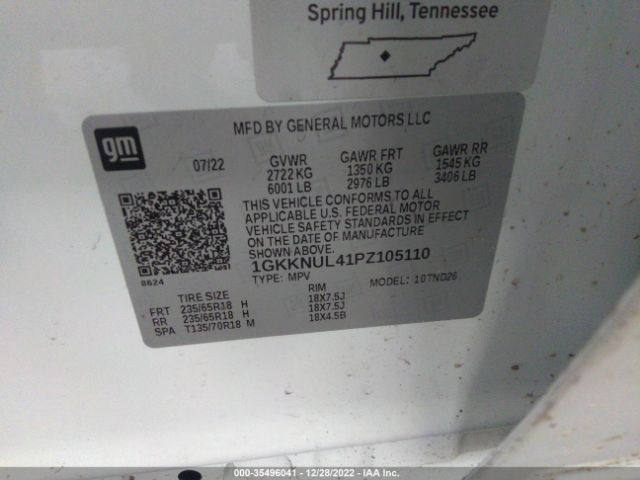 Spring Hill, Tennessee
gm
MFD BY GENERAL MOTORS LLC
07/22 GVWR GAWR FRT GAWR RR
2722 KG 1350 KG 1545 KG
6001 LB 2976 LB 3406 LB
THIS VEHICLE CONFORMS TO ALL
APPLICABLE U.S. FEDERAL MOTOR
VEHICLE SAFETY STANDARDS IN EFFECT
ON THE DATE OF MANUFACTURE
SHOWN ABOVE.
1GKKNUL41PZ105110
8624 TYPE: MPV MODEL: 107ND26
TIRE SIZE RIM
FRT 235/65R18 H 18X7.5J
RR 235/65R18 H 18X7.5J
SPA T135/70R18 M 18X4.5B
000-35496041 - 12/28/2022 - IAA Inc.